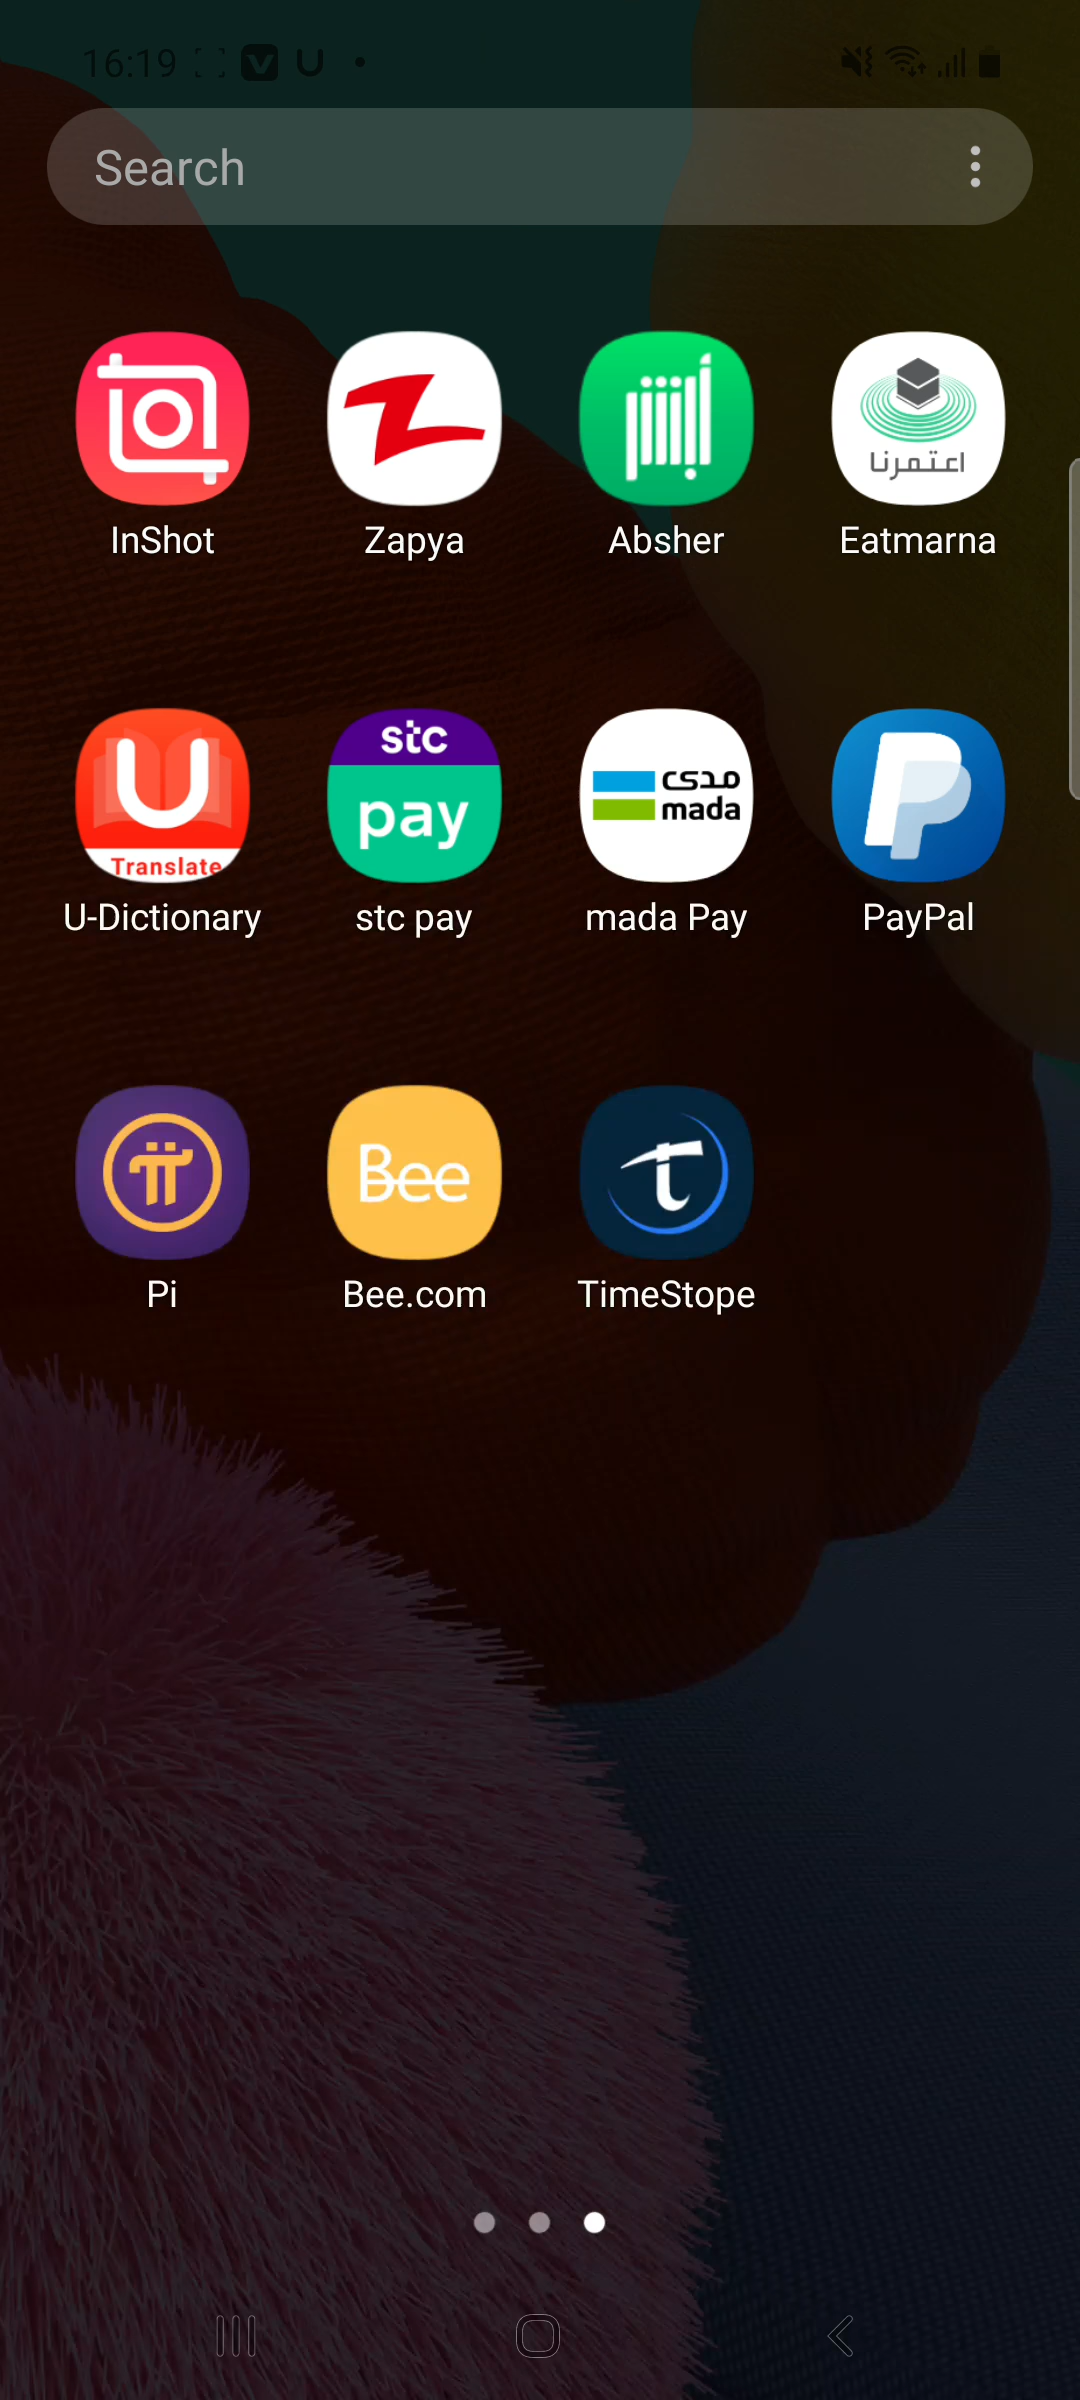 16:19
Search
أبشر
اعتمرنا
InShot
Zapya
Absher
Eatmarna
U
Translate
stc
pay
مدى
mada
U-Dictionary
stc pay
mada Pay
PayPal
Bee
Pi
Bee.com
TimeStope